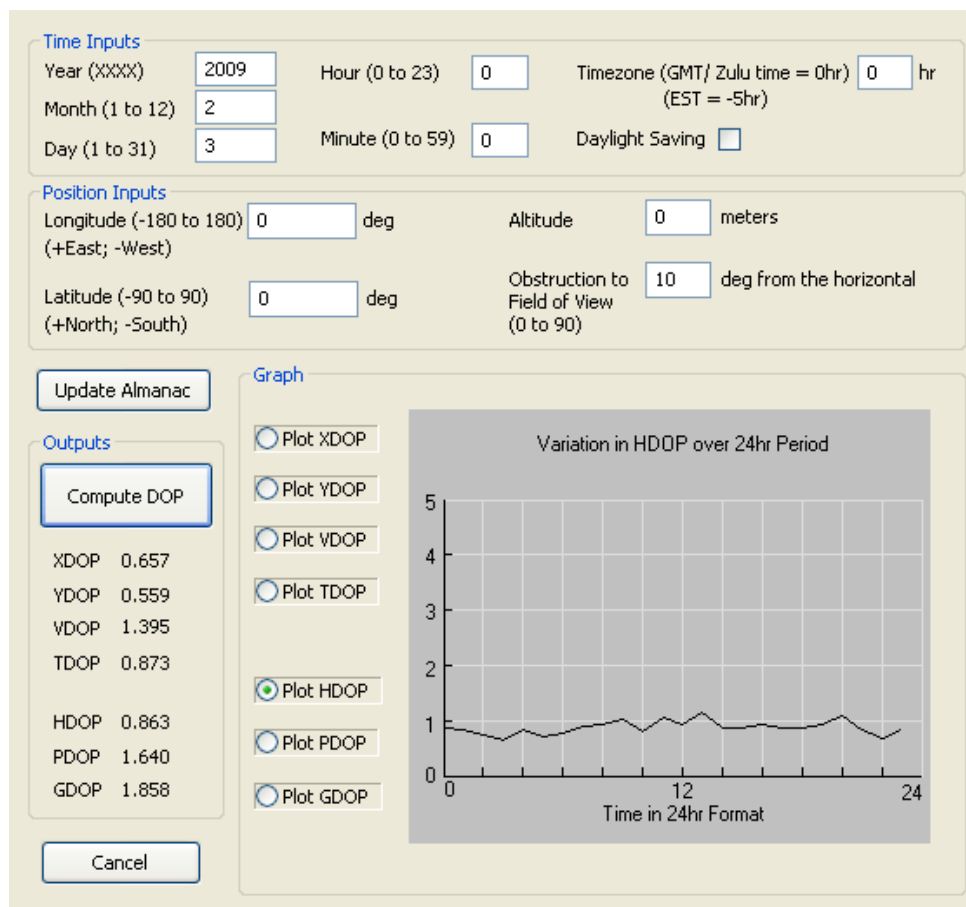 Time Inputs
Year (XXXX) 2009 Hour (0 to 23) 0 Timezone (GMT/ Zulu time = 0hr) 0 hr
(EST = -5hr)
Month (1 to 12) 2
Day (1 to 31) 3 Minute (0 to 59) 0 Daylight Saving
Position Inputs
Longitude (-180 to 180) 0 deg Altitude 0 meters
(+East; -West)
Latitude (-90 to 90) 0 deg
(+North; -South)
Obstruction to 10 deg from the horizontal
Field of View
(0 to 90)
Update Almanac
Outputs
Compute DOP
XDOP 0.657
YDOP 0.559
VDOP 1.395
TDOP 0.873
HDOP 0.863
PDOP 1.640
GDOP 1.858
Cancel
Graph
Plot XDOP
Plot YDOP
Plot VDOP
Plot TDOP
Plot HDOP
Plot PDOP
Plot GDOP
Variation in HDOP over 24hr Period
5
4
3
2
1
0
0 12 24
Time in 24hr Format